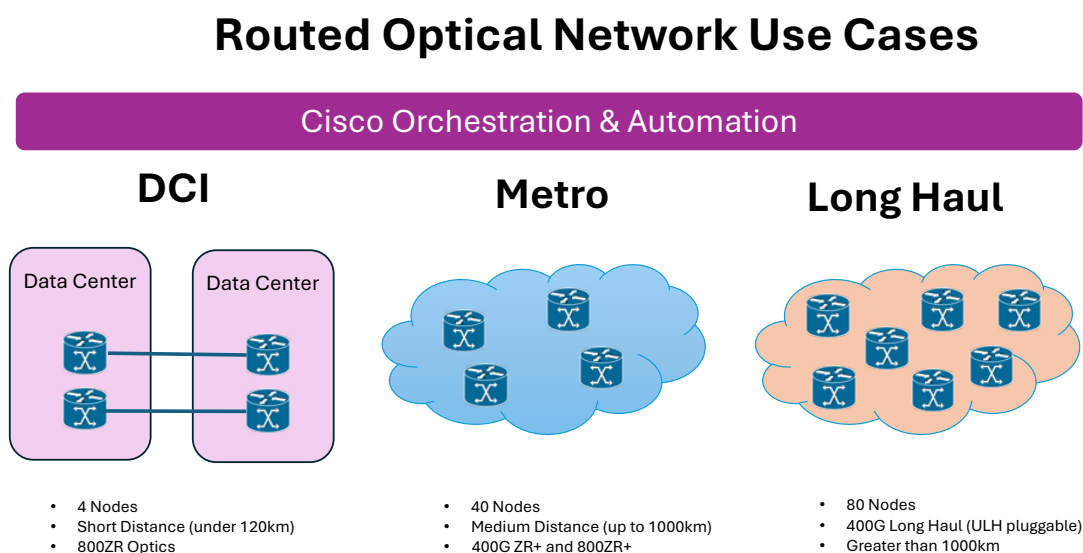 Routed Optical Network Use Cases
Cisco Orchestration & Automation
DCI
Metro
Long Haul
Data Center
Data Center
• 4 Nodes
• Short Distance (under 120km)
• 800ZR Optics
• 40 Nodes
• Medium Distance (up to 1000km)
• 400G ZR+ and 800ZR+
• 80 Nodes
• 400G Long Haul (ULH pluggable)
• Greater than 1000km